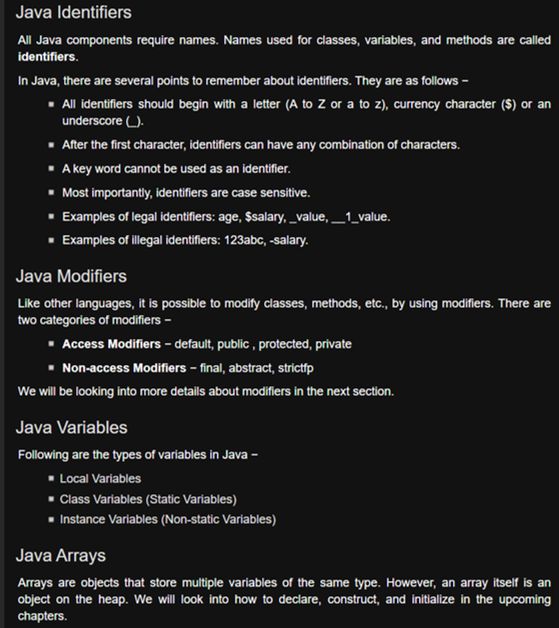 Java Identifiers
All Java components require names. Names used for classes, variables, and methods are called
identifiers.
In Java, there are several points to remember about identifiers. They are as follows −
▪ All identifiers should begin with a letter (A to Z or a to z), currency character ($) or an
underscore (_).
▪ After the first character, identifiers can have any combination of characters.
▪ A key word cannot be used as an identifier.
▪ Most importantly, identifiers are case sensitive.
▪ Examples of legal identifiers: age, $salary, _value, __1_value.
▪ Examples of illegal identifiers: 123abc, -salary.
Java Modifiers
Like other languages, it is possible to modify classes, methods, etc., by using modifiers. There are
two categories of modifiers −
▪ Access Modifiers − default, public , protected, private
▪ Non-access Modifiers − final, abstract, strictfp
We will be looking into more details about modifiers in the next section.
Java Variables
Following are the types of variables in Java −
▪ Local Variables
▪ Class Variables (Static Variables)
▪ Instance Variables (Non-static Variables)
Java Arrays
Arrays are objects that store multiple variables of the same type. However, an array itself is an
object on the heap. We will look into how to declare, construct, and initialize in the upcoming
chapters.